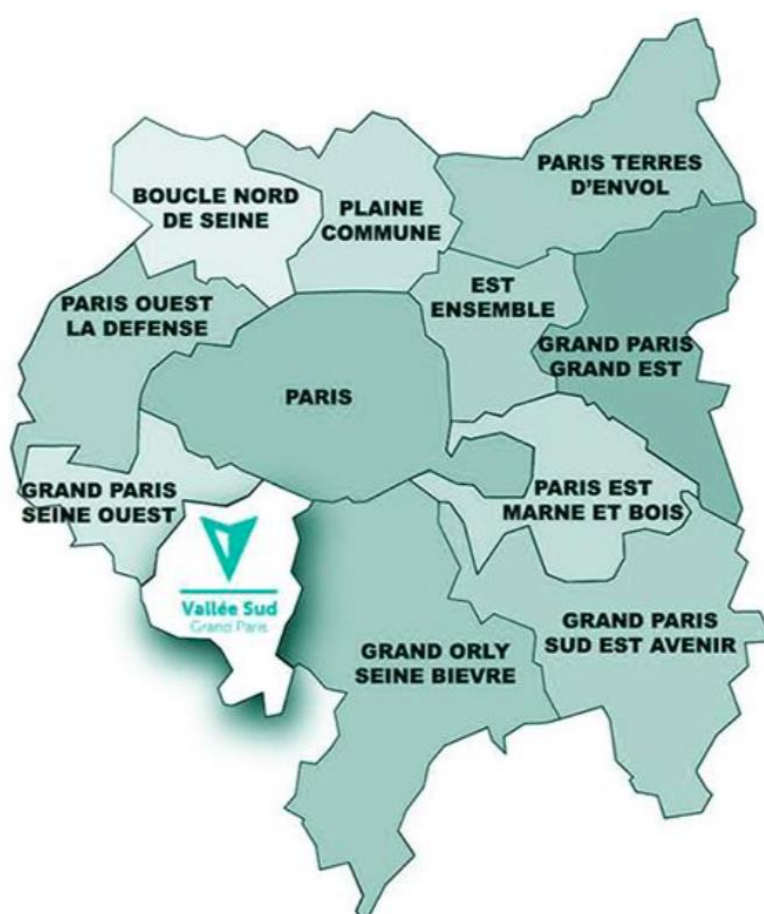 PARIS TERRES
D'ENVOL
BOUCLE NORD
DE SEINE
PLAINE
COMMUNE
EST
ENSEMBLE
PARIS OUEST
LA DEFENSE
GRAND PARIS
GRAND EST
PARIS
GRAND PARIS
SEINE OUEST
PARIS EST
MARNE ET BOIS
Vallée Sud
Grand Paris
GRAND PARIS
SUD EST AVENIR
GRAND ORLY
SEINE BIEVRE